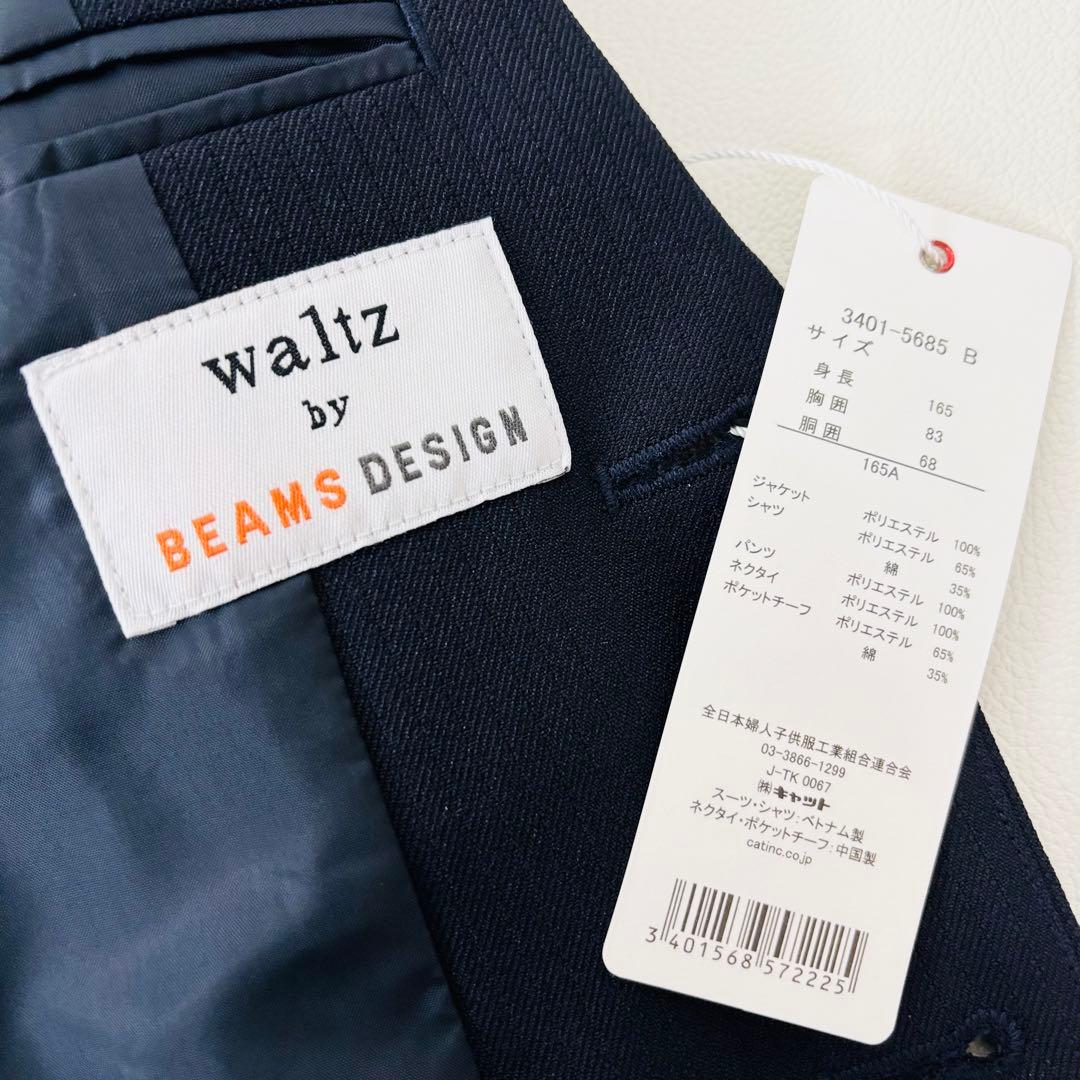 waltz
by
BEAMS DESIGN
3401-5685 B
サイズ
身長 165
胸囲 83
胴囲 68
165A
ジャケット ポリエステル 100%
シャツ ポリエステル 65%
綿 35%
パンツ ポリエステル 100%
ネクタイ ポリエステル 100%
ポケットチーフ ポリエステル 65%
綿 35%
全日本婦人子供服工業組合連合会
03-3866-1299
J-TK 0067
㈱キャット
スーツ・シャツ:ベトナム製
ネクタイ・ポケットチーフ:中国製
catinc.co.jp
3 401568 572225